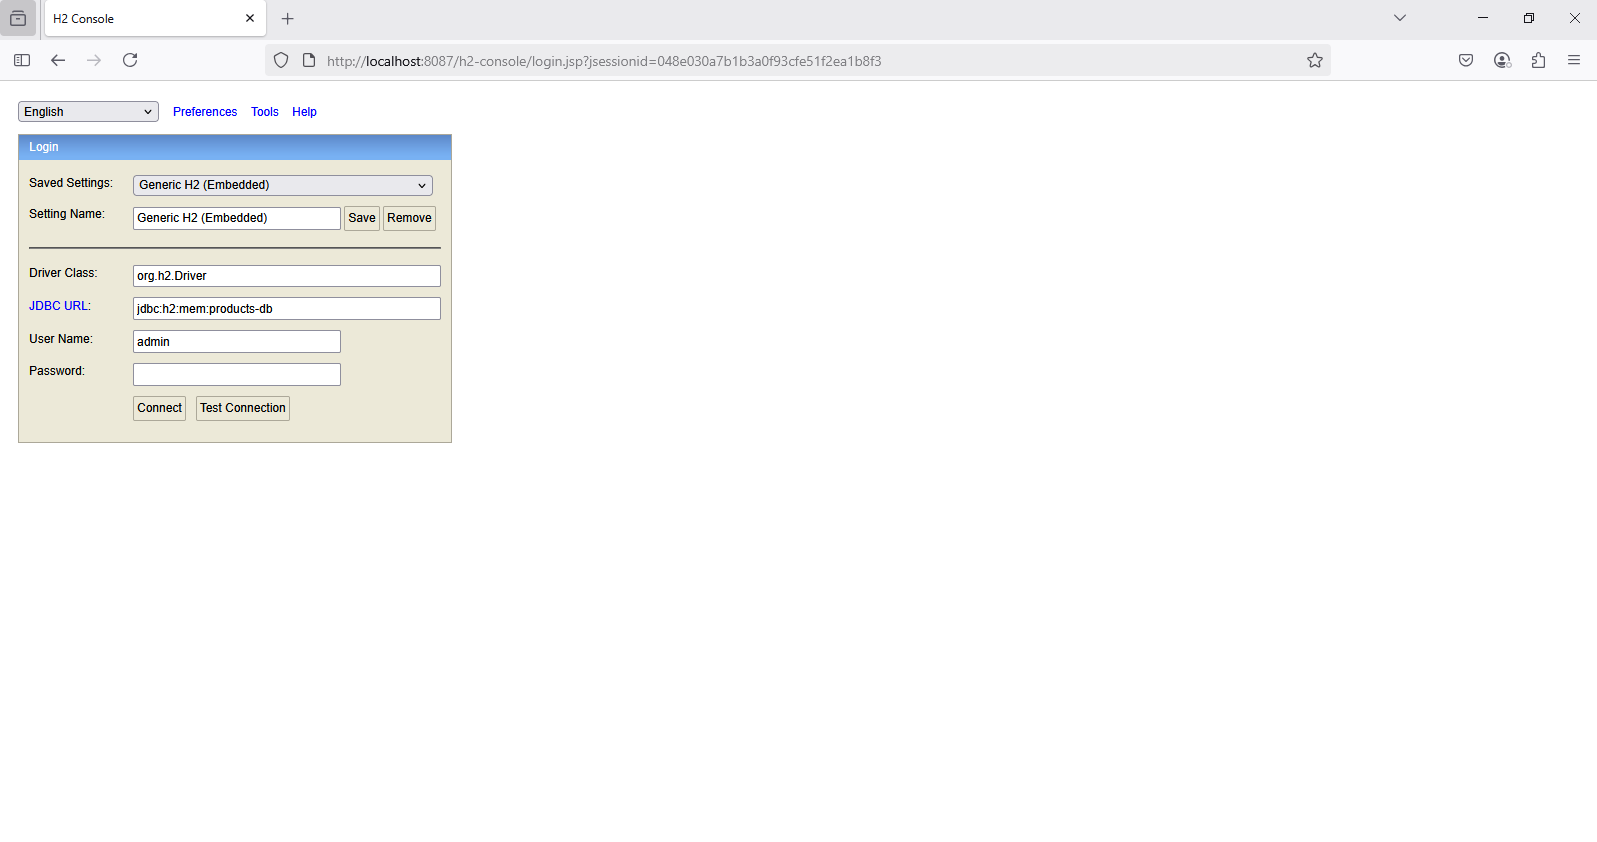 H2 Console
http://localhost:8087/h2-console/login.jsp?jsessionid=048e030a7b1b3a0f93cfe51f2ea1b8f3
English Preferences Tools Help
Login
Saved Settings: Generic H2 (Embedded)
Setting Name: Generic H2 (Embedded) Save Remove
Driver Class: org.h2.Driver
JDBC URL: jdbc:h2:mem:products-db
User Name: admin
Password:
Connect Test Connection